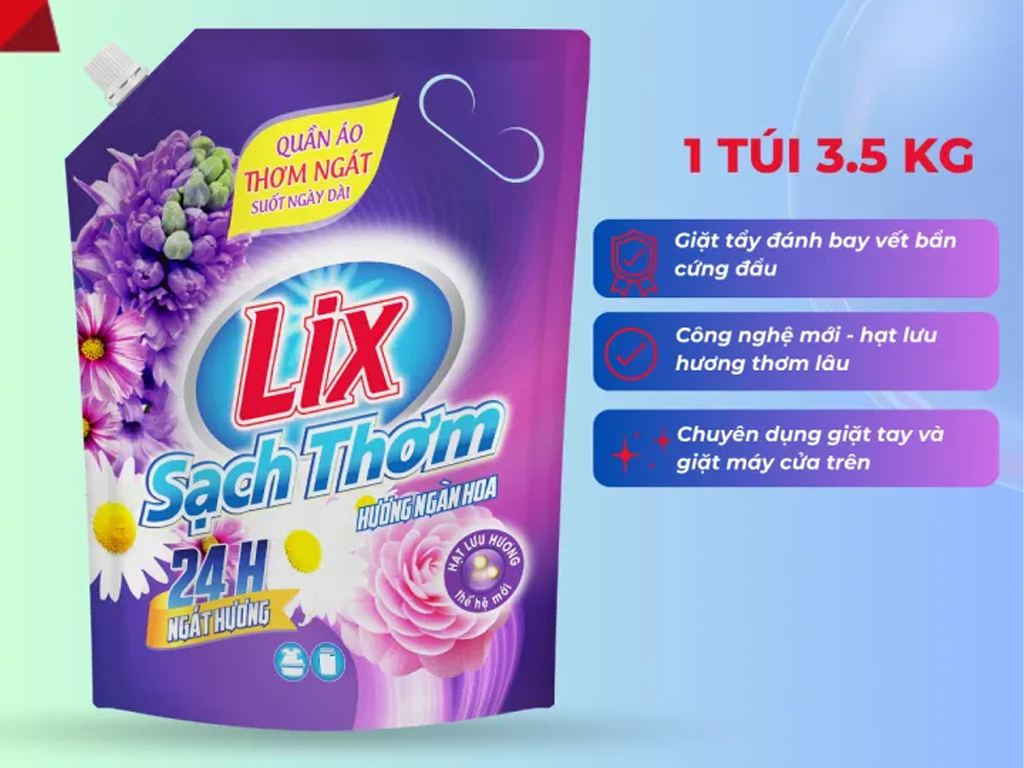 QUẦN ÁO
THƠM NGÁT
SUỐT NGÀY DÀI
Lix
Sạch Thơm
HƯƠNG NGÀN HOA
24 H
NGÁT HƯƠNG
HẠT LƯU HƯƠNG
thế hệ mới
1 TÚI 3.5 KG
Giặt tẩy đánh bay vết bẩn
cứng đầu
Công nghệ mới - hạt lưu
hương thơm lâu
Chuyên dụng giặt tay và
giặt máy cửa trên